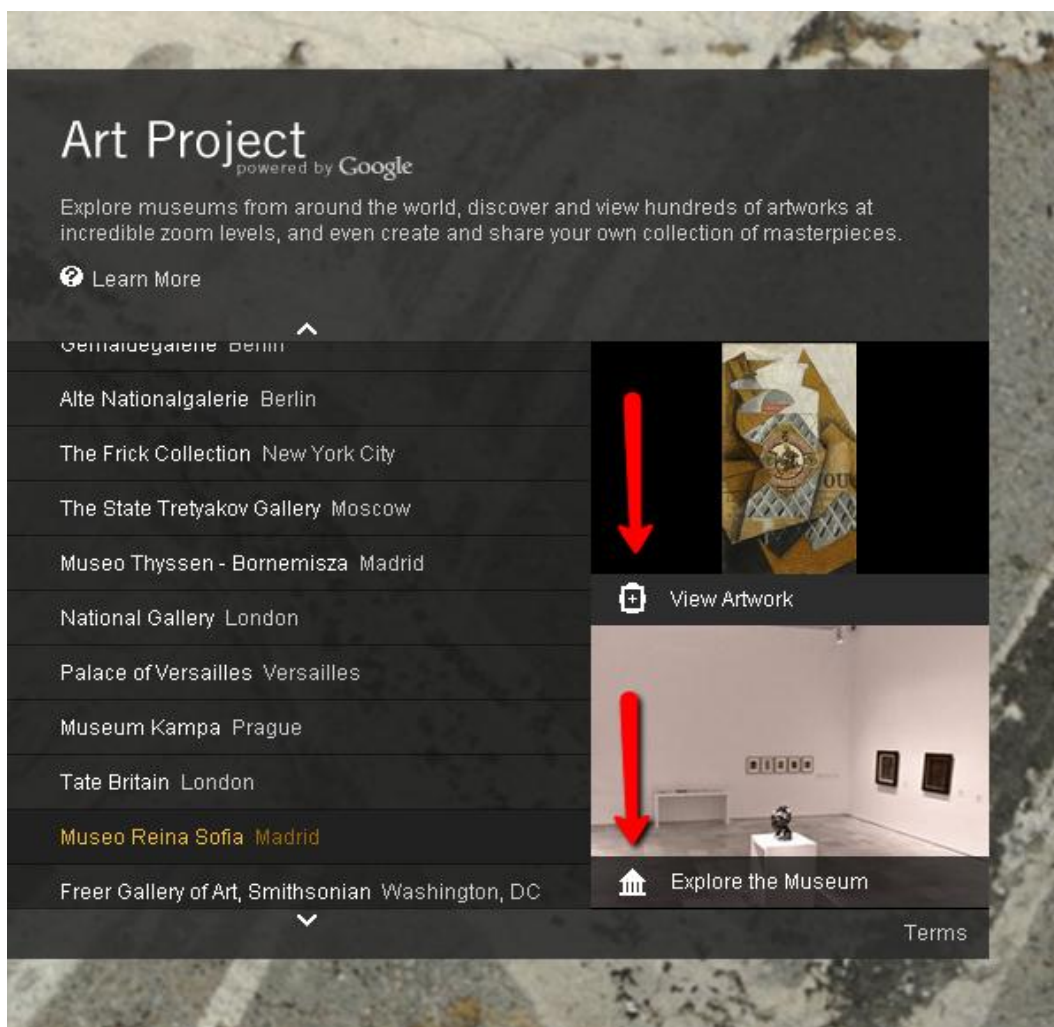 Art Project
powered by Google
Explore museums from around the world, discover and view hundreds of artworks at
incredible zoom levels, and even create and share your own collection of masterpieces.
? Learn More
Gemäldegalerie Berlin
Alte Nationalgalerie Berlin
The Frick Collection New York City
The State Tretyakov Gallery Moscow
Museo Thyssen - Bornemisza Madrid
National Gallery London
Palace of Versailles Versailles
Museum Kampa Prague
Tate Britain London
Museo Reina Sofia Madrid
Freer Gallery of Art, Smithsonian Washington, DC
OU
View Artwork
Explore the Museum
Terms